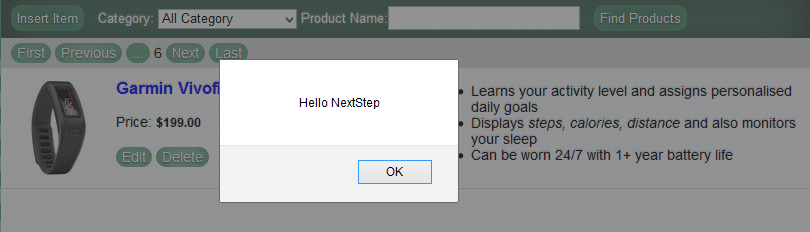 Insert Item Category: All Category Product Name: Find Products
First Previous ... 6 Next Last
Garmin Vivofi
Price: $199.00
Edit Delete
Hello NextStep
OK
Learns your activity level and assigns personalised
daily goals
Displays steps, calories, distance and also monitors
your sleep
Can be worn 24/7 with 1+ year battery life